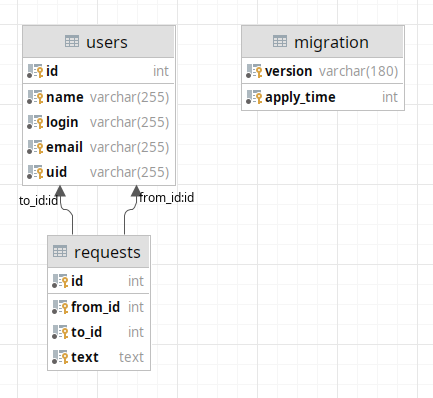 users
id int
name varchar(255)
login varchar(255)
email varchar(255)
uid varchar(255)
migration
version varchar(180)
apply_time int
to_id:id
from_id:id
requests
id int
from_id int
to_id int
text text